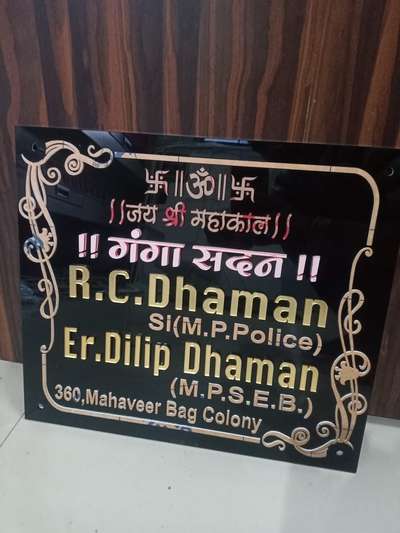 卐 ॥ॐ॥ 卐
||जय श्री महाकाल||
!! गंगा सदन !!
R.C.Dhaman
SI(M.P.Police)
Er.Dilip Dhaman
(M.P.S.E.B.)
360,Mahaveer Bag Colony